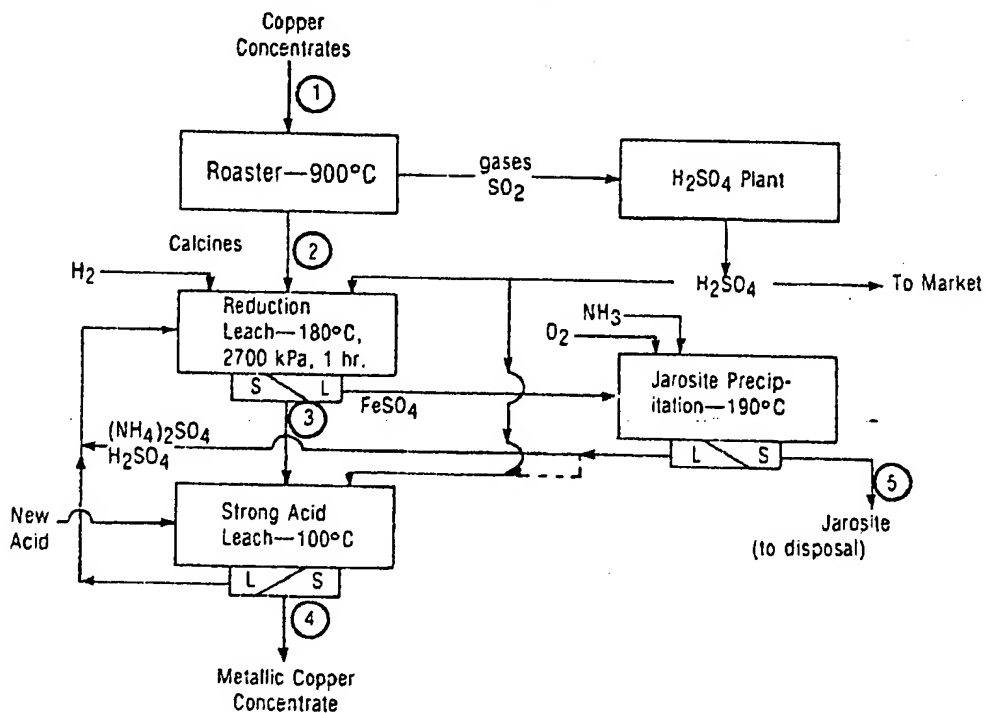 Copper
Concentrates
1
Roaster—900°C
gases
SO2
H2SO4 Plant
2
Calcines
H2
H2SO4
To Market
Reduction
Leach—180°C,
2700 kPa, 1 hr.
S L
NH3
O2
Jarosite Precip-
itation—190°C
L S
FeSO4
3
(NH4)2SO4
H2SO4
5
Jarosite
(to disposal)
New
Acid
Strong Acid
Leach—100°C
L S
4
Metallic Copper
Concentrate